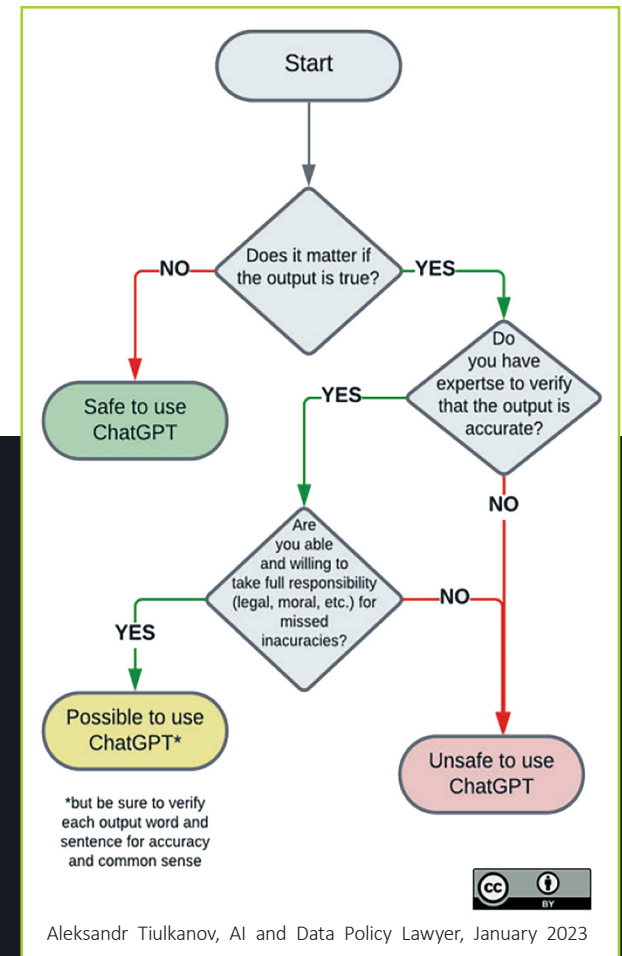 Start
Does it matter if
the output is true?
NO
YES
Safe to use
ChatGPT
Do
you have
expertse to verify
that the output is
accurate?
YES
NO
Are
you able
and willing to
take full responsibility
(legal, moral, etc.) for
missed
inacuracies?
YES
NO
Possible to use
ChatGPT*
Unsafe to use
ChatGPT
*but be sure to verify
each output word and
sentence for accuracy
and common sense
cc
BY
Aleksandr Tiulkanov, AI and Data Policy Lawyer, January 2023